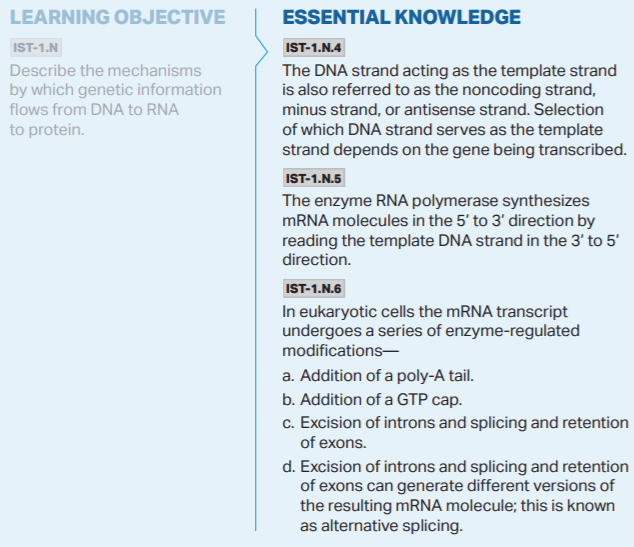 LEARNING OBJECTIVE
IST-1.N
Describe the mechanisms
by which genetic information
flows from DNA to RNA
to protein.
ESSENTIAL KNOWLEDGE
IST-1.N.4
The DNA strand acting as the template strand
is also referred to as the noncoding strand,
minus strand, or antisense strand. Selection
of which DNA strand serves as the template
strand depends on the gene being transcribed.
IST-1.N.5
The enzyme RNA polymerase synthesizes
mRNA molecules in the 5′ to 3′ direction by
reading the template DNA strand in the 3′ to 5′
direction.
IST-1.N.6
In eukaryotic cells the mRNA transcript
undergoes a series of enzyme-regulated
modifications—
a. Addition of a poly-A tail.
b. Addition of a GTP cap.
c. Excision of introns and splicing and retention
of exons.
d. Excision of introns and splicing and retention
of exons can generate different versions of
the resulting mRNA molecule; this is known
as alternative splicing.